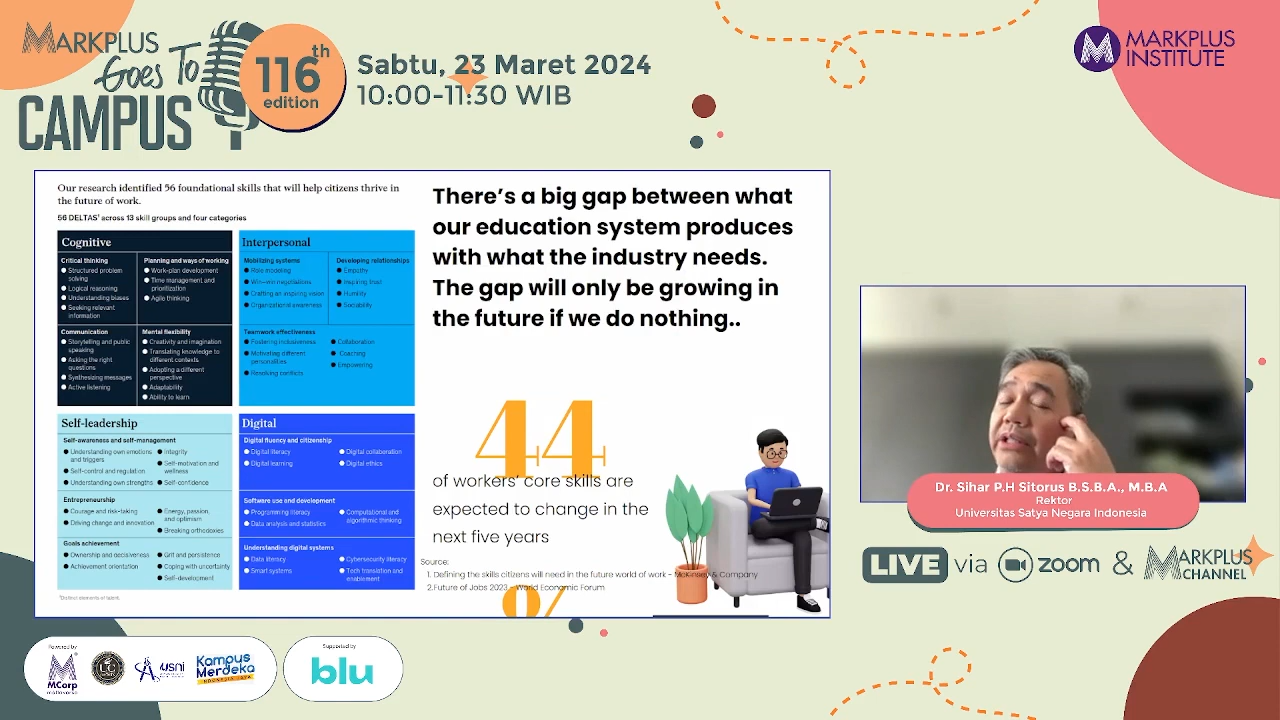 MARKPLUS
Goes To
CAMPUS
116th
edition
Sabtu, 23 Maret 2024
10:00-11:30 WIB
MARKPLUS
INSTITUTE
Our research identified 56 foundational skills that will help citizens thrive in
the future of work.
56 DELTAS¹ across 13 skill groups and four categories
Cognitive
Critical thinking
Structured problem
solving
Logical reasoning
Understanding biases
Seeking relevant
information
Planning and ways of working
Work-plan development
Time management and
prioritization
Agile thinking
Communication
Storytelling and public
speaking
Asking the right
questions
Synthesizing messages
Active listening
Mental flexibility
Creativity and imagination
Translating knowledge to
different contexts
Adopting a different
perspective
Adaptability
Ability to learn
Interpersonal
Mobilizing systems
Role modeling
Win-win negotiations
Crafting an inspiring vision
Organizational awareness
Developing relationships
Empathy
Inspiring trust
Humility
Sociability
Teamwork effectiveness
Fostering inclusiveness
Motivating different
personalities
Resolving conflicts
Collaboration
Coaching
Empowering
Self-leadership
Self-awareness and self-management
Understanding own emotions
and triggers
Self-control and regulation
Understanding own strengths
Integrity
Self-motivation and
wellness
Self-confidence
Entrepreneurship
Courage and risk-taking
Driving change and innovation
Energy, passion,
and optimism
Breaking orthodoxies
Goals achievement
Ownership and decisiveness
Achievement orientation
Grit and persistence
Coping with uncertainty
Self-development
Digital
Digital fluency and citizenship
Digital literacy
Digital learning
Digital collaboration
Digital ethics
Software use and development
Programming literacy
Data analysis and statistics
Computational and
algorithmic thinking
Understanding digital systems
Data literacy
Smart systems
Cybersecurity literacy
Tech translation and
enablement
¹Distinct elements of talent.
There's a big gap between what
our education system produces
with what the industry needs.
The gap will only be growing in
the future if we do nothing..
44
of workers' core skills are
expected to change in the
next five years
Source:
1. Defining the skills citizens will need in the future world of work - McKinsey & Company
2.Future of Jobs 2023 - World Economic Forum
%
Dr. Sihar P.H Sitorus B.S.B.A., M.B.A
Rektor
Universitas Satya Negara Indonesia
LIVE via zoom & MARKPLUS
CHANNEL
Powered by
MCorp
USNI
Kampus
Merdeka
INDONESIA JAYA
Supported by
blu